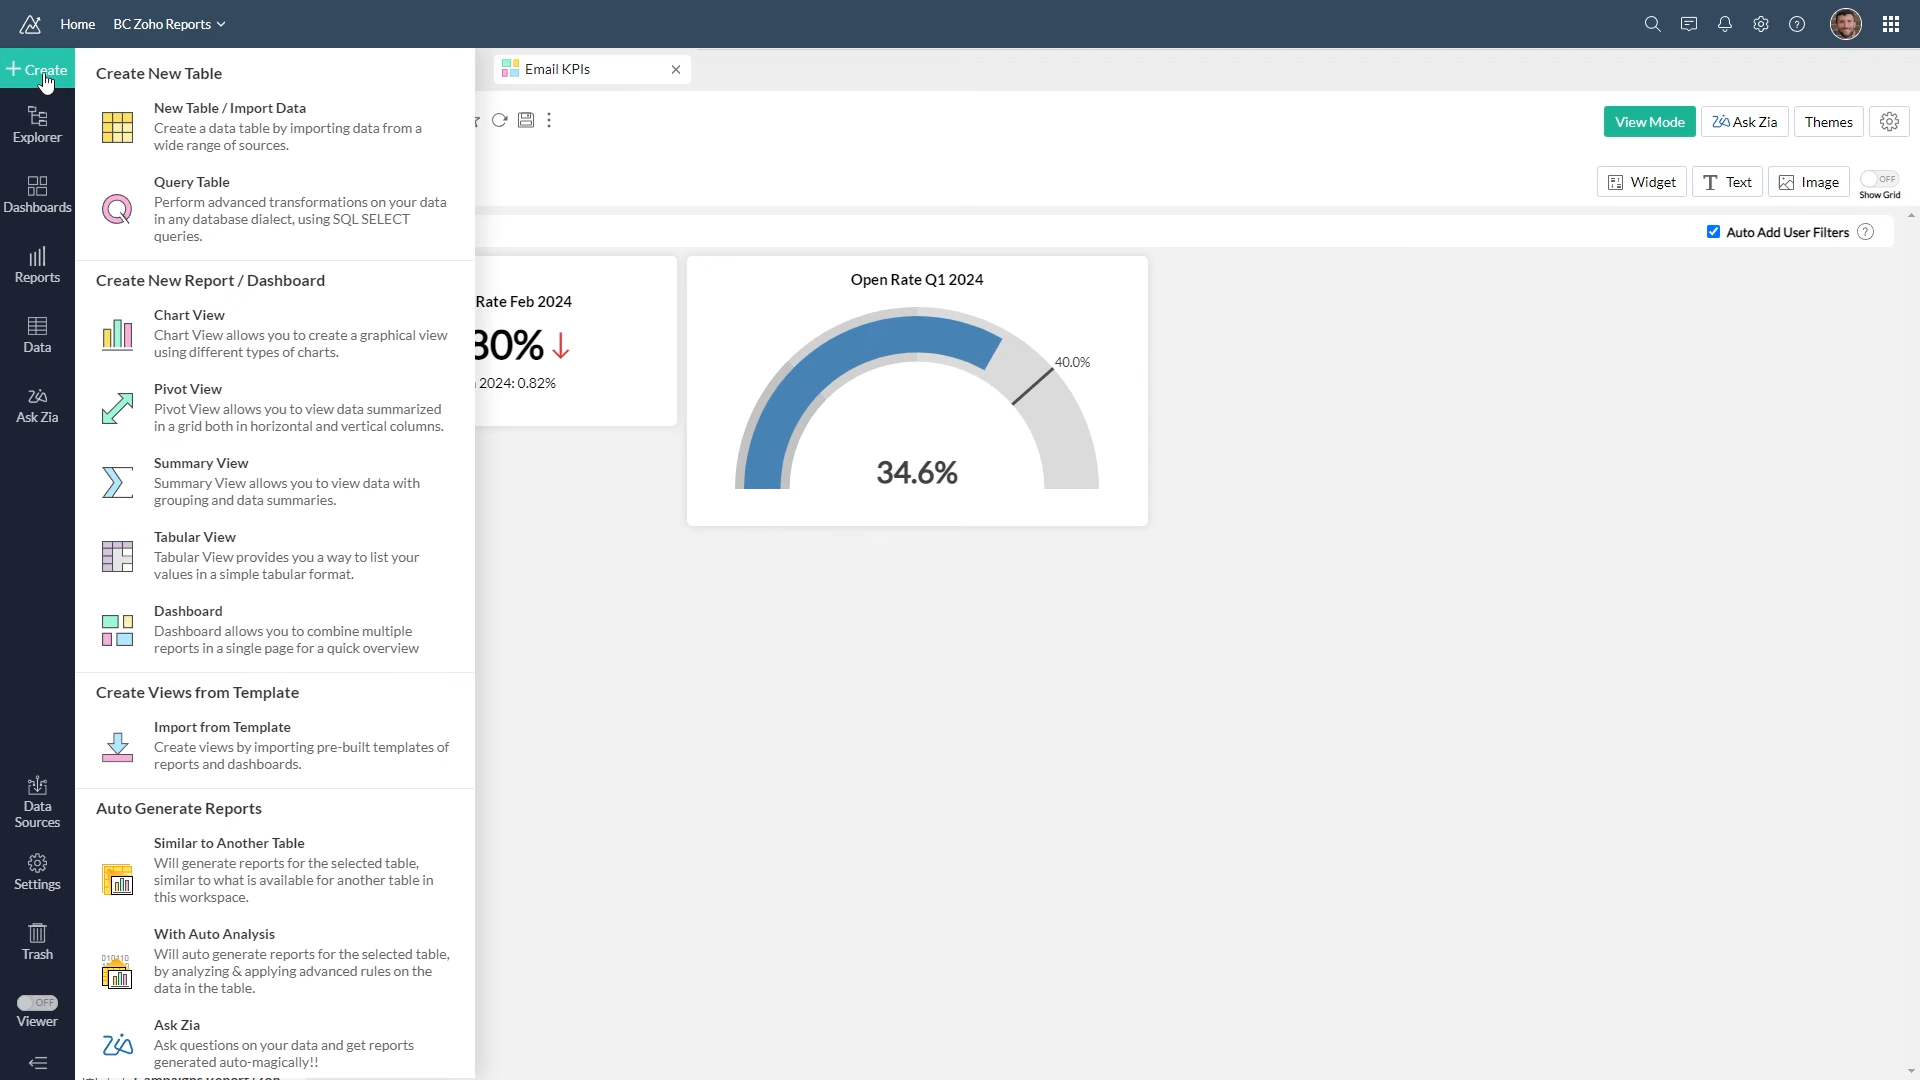 Home
BC Zoho Reports
Create
Explorer
Dashboards
Reports
Data
Ask Zia
Data
Sources
Settings
Trash
OFF
Viewer
Create New Table
New Table / Import Data
Create a data table by importing data from a
wide range of sources.
Query Table
Perform advanced transformations on your data
in any database dialect, using SQL SELECT
queries.
Create New Report / Dashboard
Chart View
Chart View allows you to create a graphical view
using different types of charts.
Pivot View
Pivot View allows you to view data summarized
in a grid both in horizontal and vertical columns.
Summary View
Summary View allows you to view data with
grouping and data summaries.
Tabular View
Tabular View provides you a way to list your
values in a simple tabular format.
Dashboard
Dashboard allows you to combine multiple
reports in a single page for a quick overview
Create Views from Template
Import from Template
Create views by importing pre-built templates of
reports and dashboards.
Auto Generate Reports
Similar to Another Table
Will generate reports for the selected table,
similar to what is available for another table in
this workspace.
With Auto Analysis
Will auto generate reports for the selected table,
by analyzing & applying advanced rules on the
data in the table.
Ask Zia
Ask questions on your data and get reports
generated auto-magically!!
Email KPIs
View Mode
Ask Zia
Themes
Widget
Text
Image
OFF
Show Grid
Auto Add User Filters
Rate Feb 2024
80%
2024: 0.82%
Open Rate Q1 2024
40.0%
34.6%